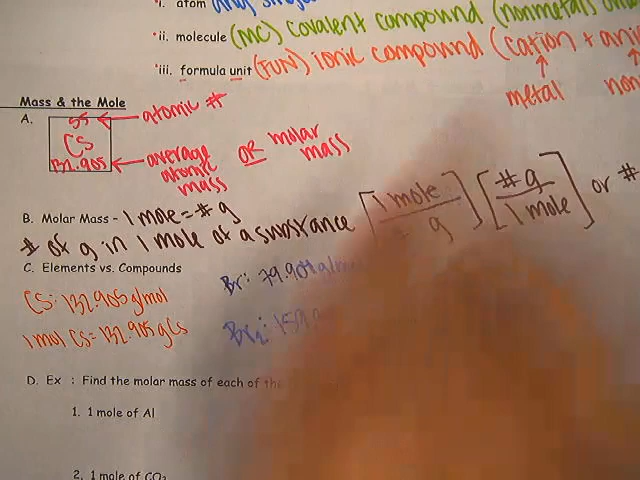 i. atom any
ii. molecule (MC) covalent compound (nonmetals
iii. formula unit (FUN) ionic compound (cation +
metal
Mass & the Mole
A. 55 atomic #
Cs
132.905 average atomic mass OR molar mass
B. Molar Mass - 1 mole = # g
# of g in 1 mole of a substance [1 mole / g] [# g / 1 mole] or #
C. Elements vs. Compounds
Cs: 132.905 g/mol Br: 79.904 g/m
1 mol Cs = 132.905 g Cs Br₂: 159
D. Ex : Find the molar mass of each of
1. 1 mole of Al
2. 1 mole of CO₂